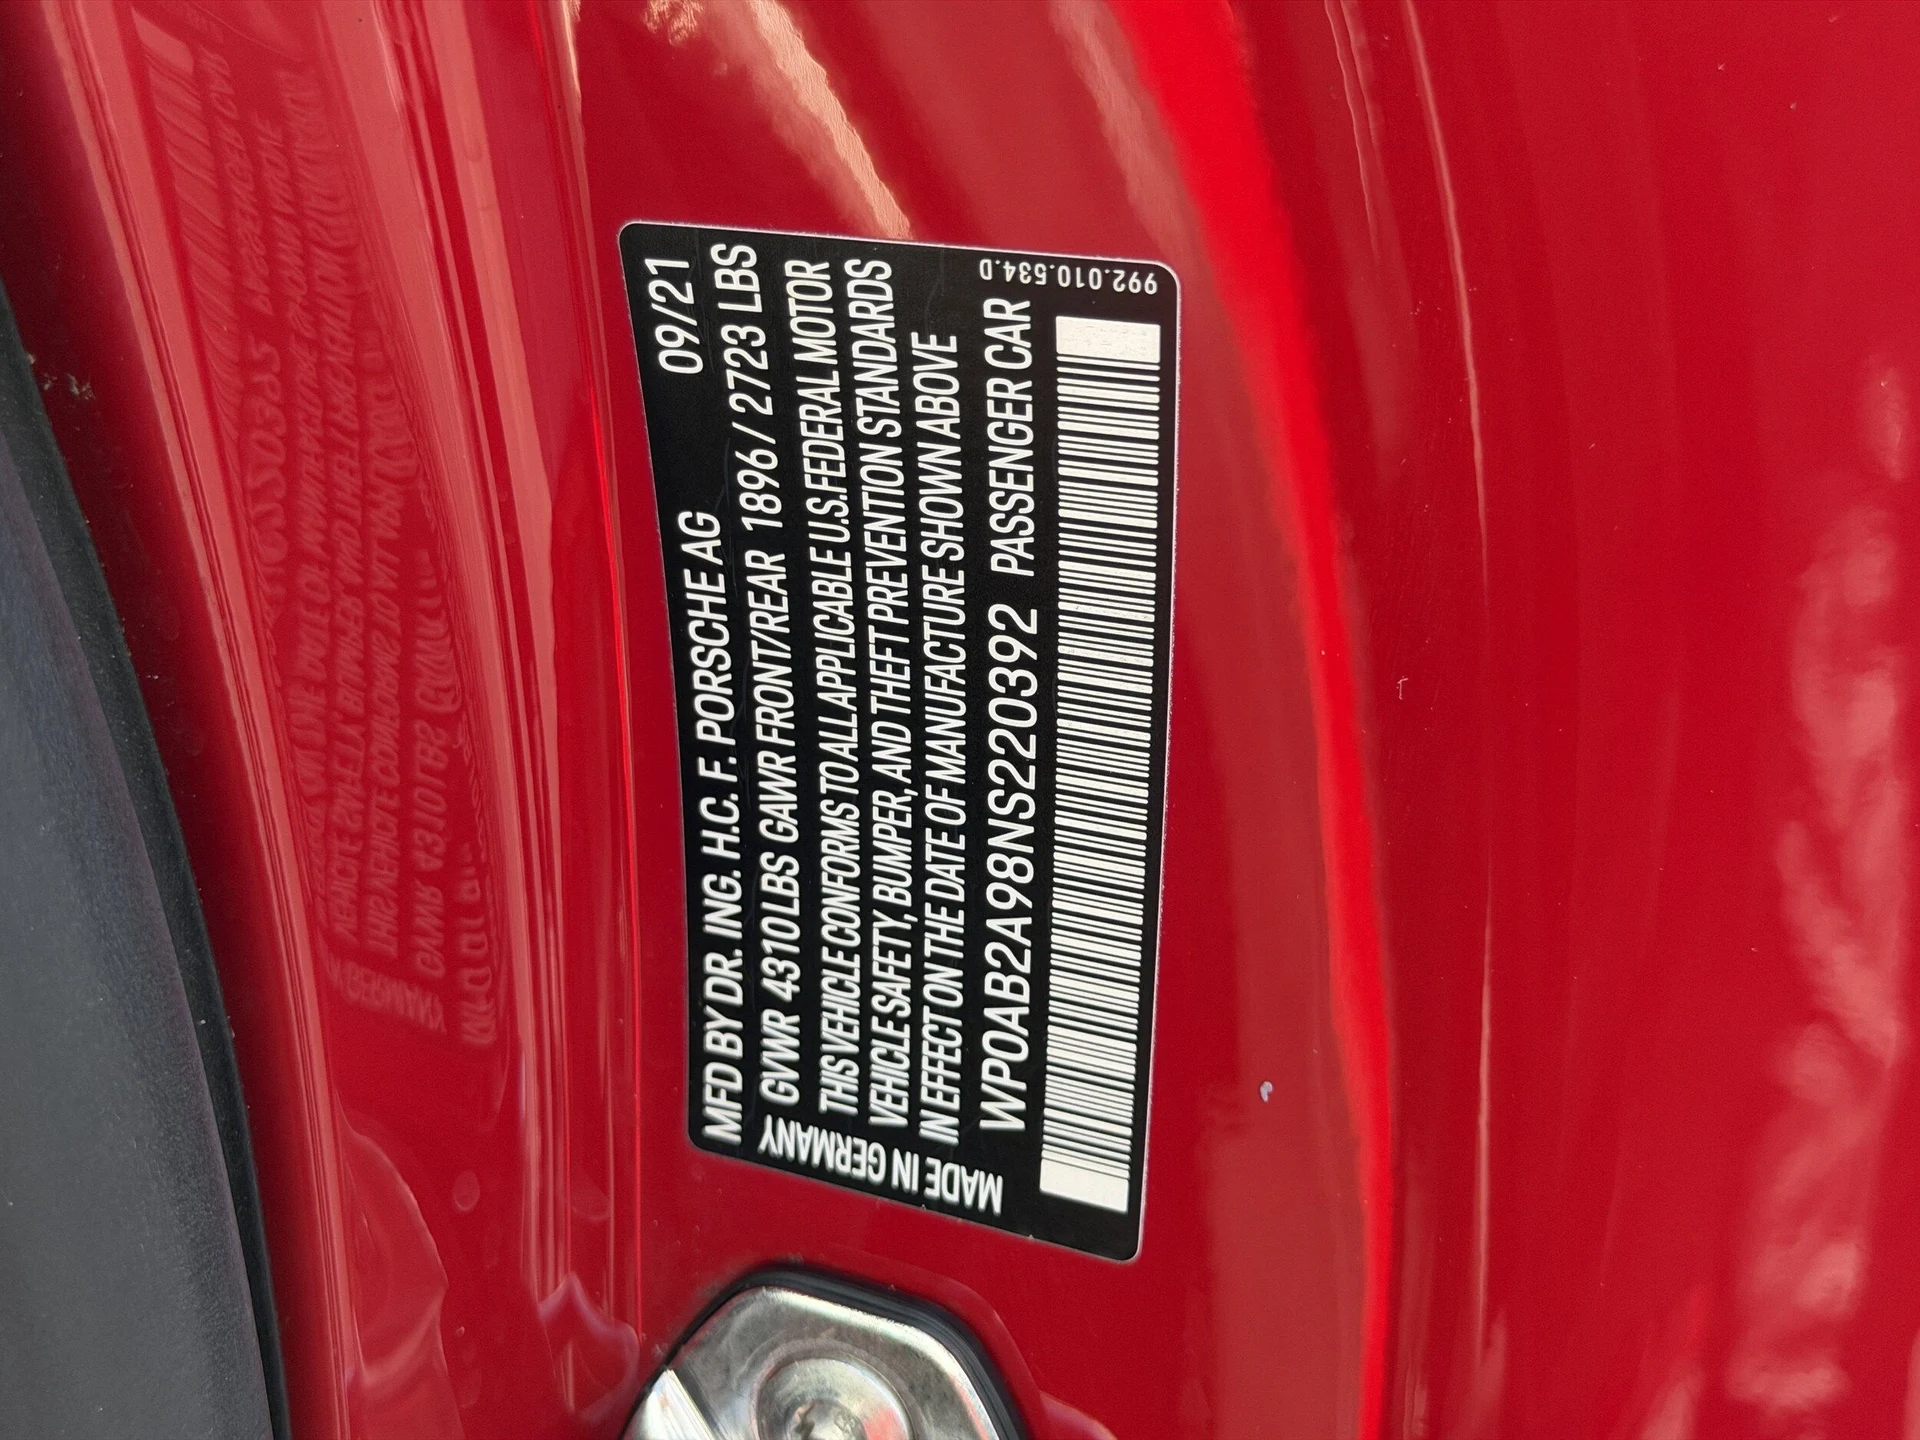 MFD BY DR. ING. H.C. F. PORSCHE AG 09/21
GVWR 4310LBS GAWR FRONT/REAR 1896 / 2723 LBS
THIS VEHICLE CONFORMS TO ALL APPLICABLE U.S.FEDERAL MOTOR
VEHICLE SAFETY, BUMPER, AND THEFT PREVENTION STANDARDS
IN EFFECT ON THE DATE OF MANUFACTURE SHOWN ABOVE
WP0AB2A98NS220392 PASSENGER CAR
MADE IN GERMANY
992.010.534.D